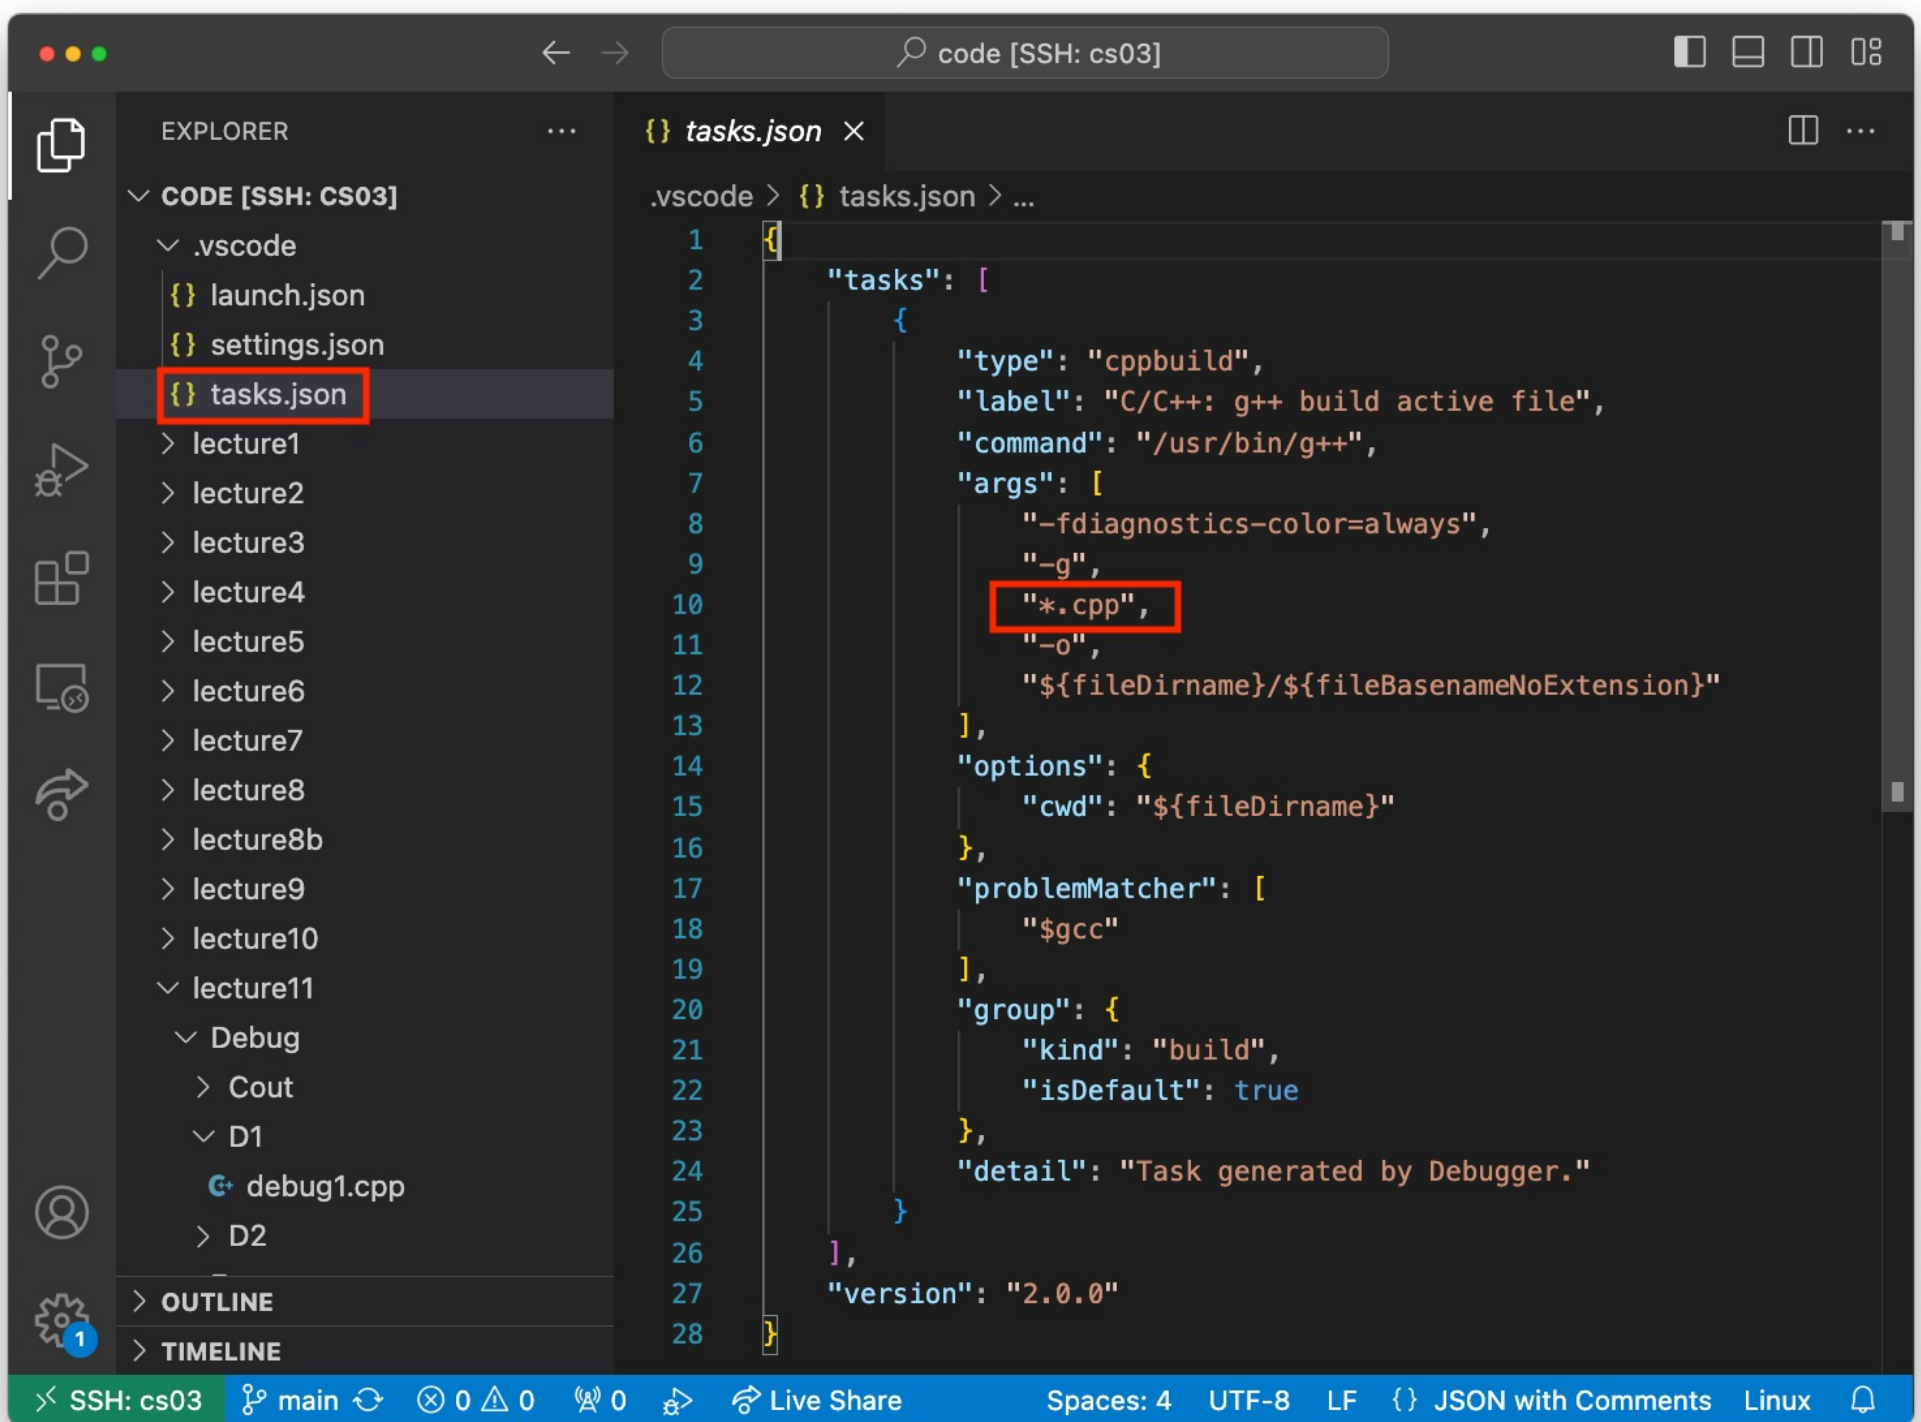 code [SSH: cs03]
EXPLORER
CODE [SSH: CS03]
.vscode
{} launch.json
{} settings.json
{} tasks.json
lecture1
lecture2
lecture3
lecture4
lecture5
lecture6
lecture7
lecture8
lecture8b
lecture9
lecture10
lecture11
Debug
Cout
D1
debug1.cpp
D2
OUTLINE
TIMELINE
{} tasks.json
.vscode > {} tasks.json > ...
1 {
2 "tasks": [
3 {
4 "type": "cppbuild",
5 "label": "C/C++: g++ build active file",
6 "command": "/usr/bin/g++",
7 "args": [
8 "-fdiagnostics-color=always",
9 "-g",
10 "*.cpp",
11 "-o",
12 "${fileDirname}/${fileBasenameNoExtension}"
13 ],
14 "options": {
15 "cwd": "${fileDirname}"
16 },
17 "problemMatcher": [
18 "$gcc"
19 ],
20 "group": {
21 "kind": "build",
22 "isDefault": true
23 },
24 "detail": "Task generated by Debugger."
25 }
26 ],
27 "version": "2.0.0"
28 }
1
SSH: cs03 main 0 0 0 Live Share Spaces: 4 UTF-8 LF {} JSON with Comments Linux